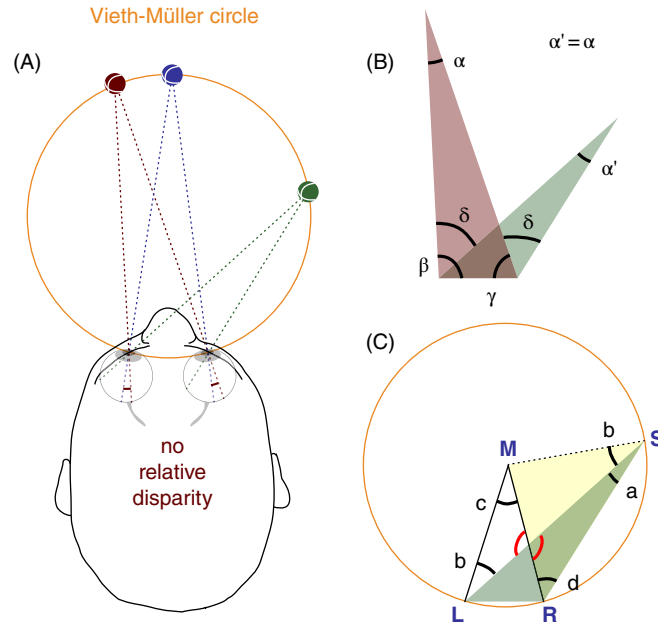 Vieth-Müller circle
(A)
no
relative
disparity
(B)
α' = α
α
α'
δ
δ
β
γ
(C)
M
S
b
a
c
b
d
L
R